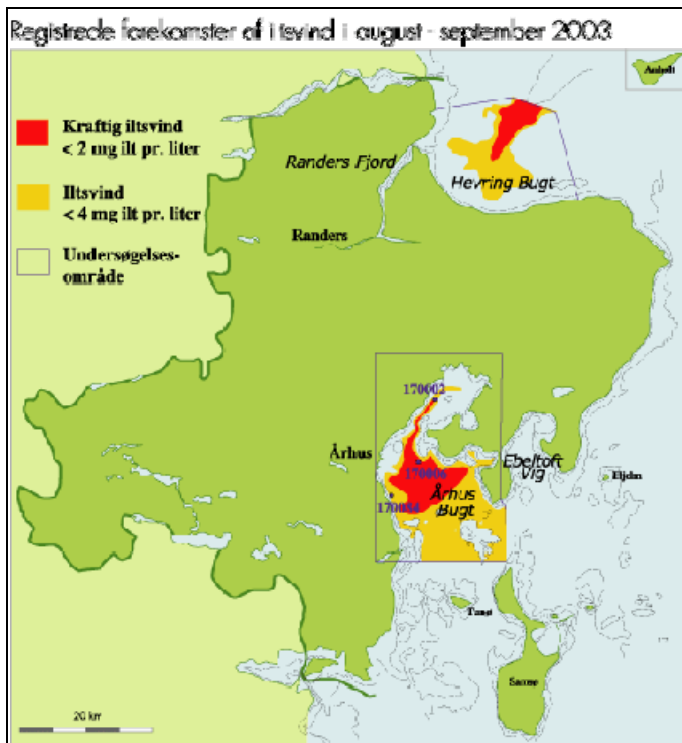 Registrede forekomster af iltsvind i august - september 2003
Anholt
Kraftig iltsvind
< 2 mg ilt pr. liter
Randers Fjord
Hevring Bugt
Iltsvind
< 4 mg ilt pr. liter
Randers
Undersøgelses-
område
170002
Århus
170006
Ebeltoft
Vig
Hjelm
Århus
Bugt
Tunø
Samsø
20 km